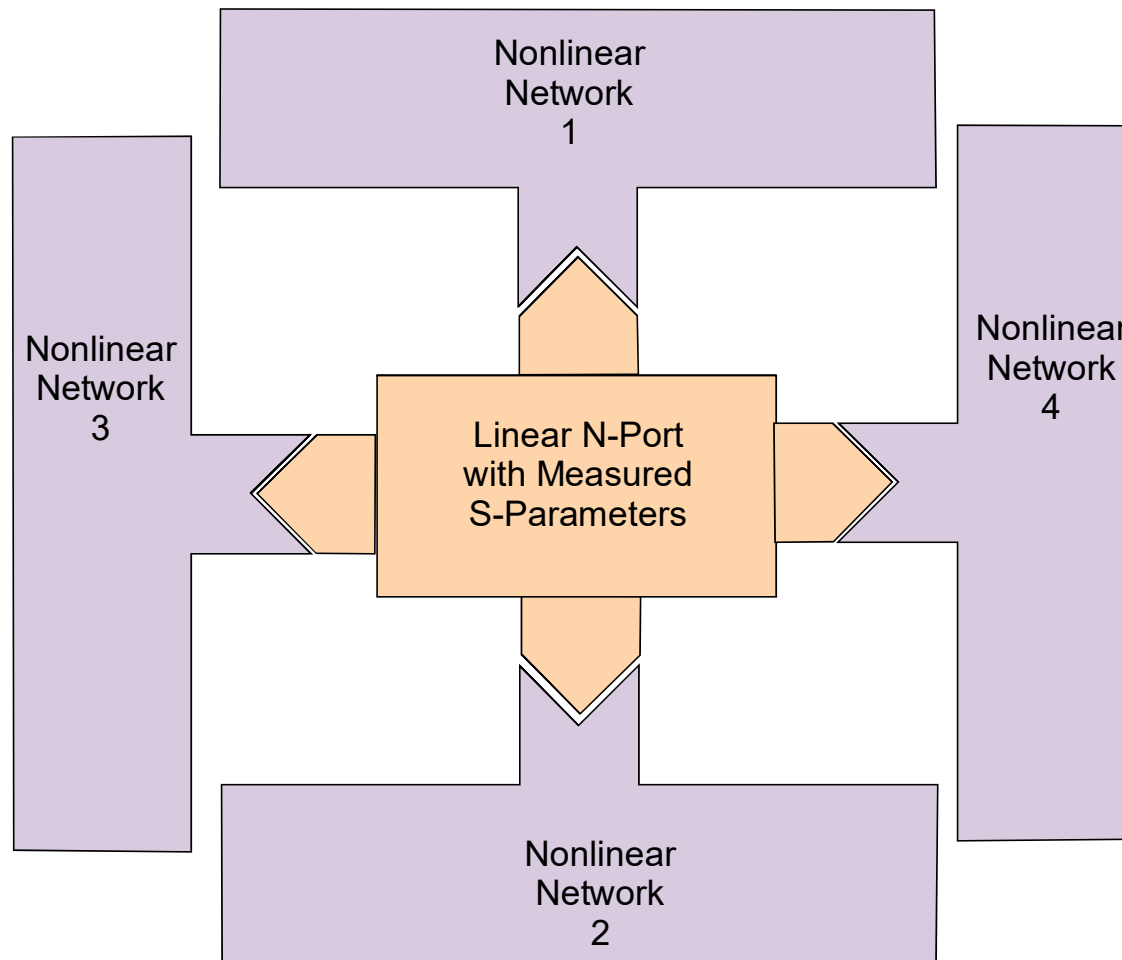 Nonlinear
Network
1
Nonlinear
Network
3
Linear N-Port
with Measured
S-Parameters
Nonlinear
Network
4
Nonlinear
Network
2